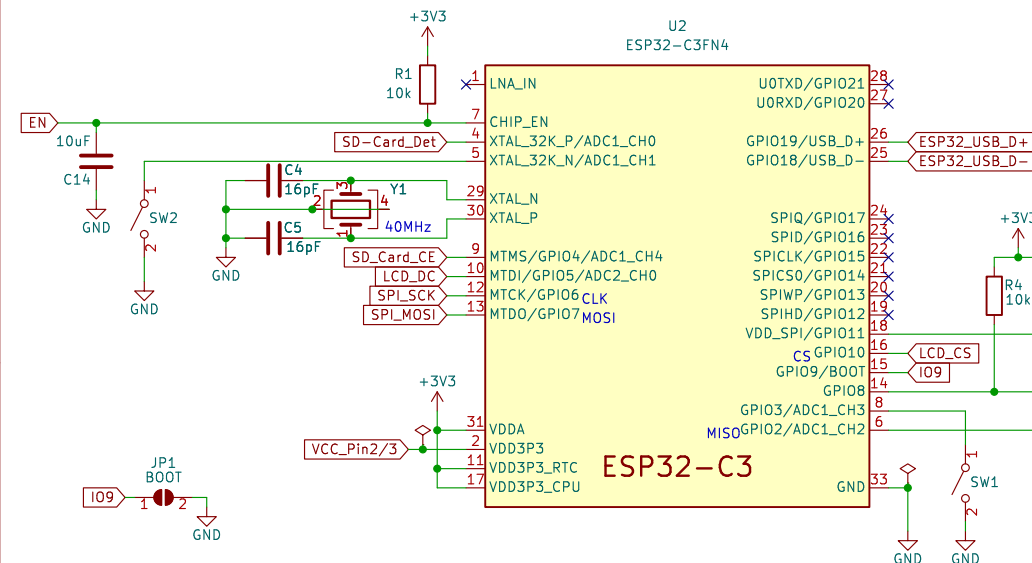 +3V3
U2
ESP32-C3FN4
R1
10k
1 LNA_IN
U0TXD/GPIO21 28
U0RXD/GPIO20 27
EN
7 CHIP_EN
10uF
C14
GND
SD-Card_Det
4 XTAL_32K_P/ADC1_CH0
GPIO19/USB_D+ 26 ESP32_USB_D+
5 XTAL_32K_N/ADC1_CH1
GPIO18/USB_D- 25 ESP32_USB_D-
1
SW2
2
GND
C4
16pF
3
Y1
2
4
1
40MHz
C5
16pF
GND
29 XTAL_N
30 XTAL_P
SPIQ/GPIO17 24
SPID/GPIO16 23
SPICLK/GPIO15 22
SPICS0/GPIO14 21
SPIWP/GPIO13 20
SPIHD/GPIO12 19
VDD_SPI/GPIO11 18
SD_Card_CE 9 MTMS/GPIO4/ADC1_CH4
LCD_DC 10 MTDI/GPIO5/ADC2_CH0
SPI_SCK 12 MTCK/GPIO6 CLK
SPI_MOSI 13 MTDO/GPIO7 MOSI
+3V3
R4
10k
CS GPIO10 16 LCD_CS
GPIO9/BOOT 15 IO9
GPIO8 14
GPIO3/ADC1_CH3 8
MISO GPIO2/ADC1_CH2 6
+3V3
31 VDDA
VCC_Pin2/3 2 VDD3P3
11 VDD3P3_RTC
17 VDD3P3_CPU
ESP32-C3
GND 33
GND
1
SW1
2
GND
JP1
BOOT
IO9 1 2
GND